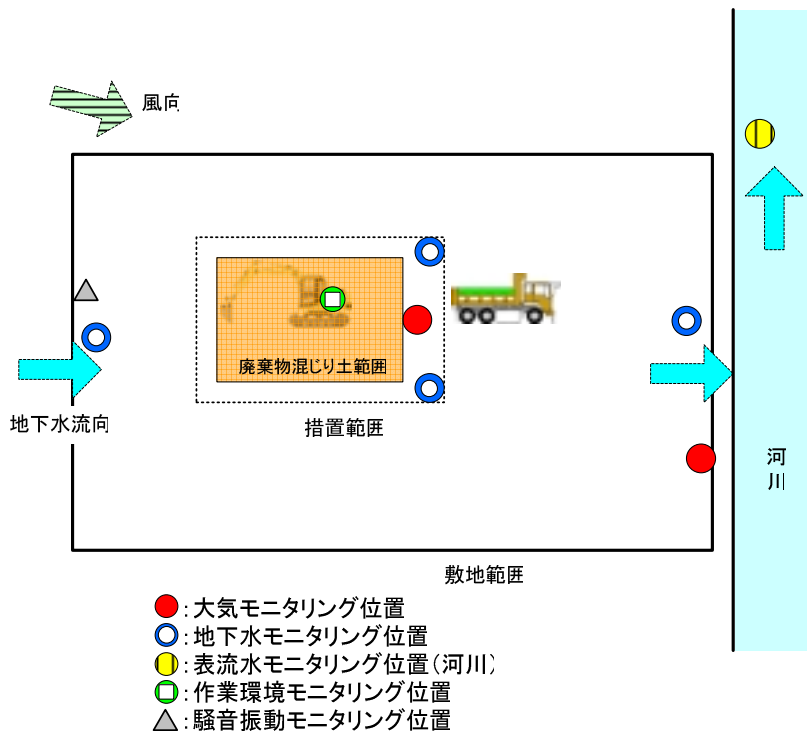 風向
廃棄物混じり土範囲
地下水流向
措置範囲
河
川
敷地範囲
:大気モニタリング位置
:地下水モニタリング位置
:表流水モニタリング位置(河川)
:作業環境モニタリング位置
:騒音振動モニタリング位置